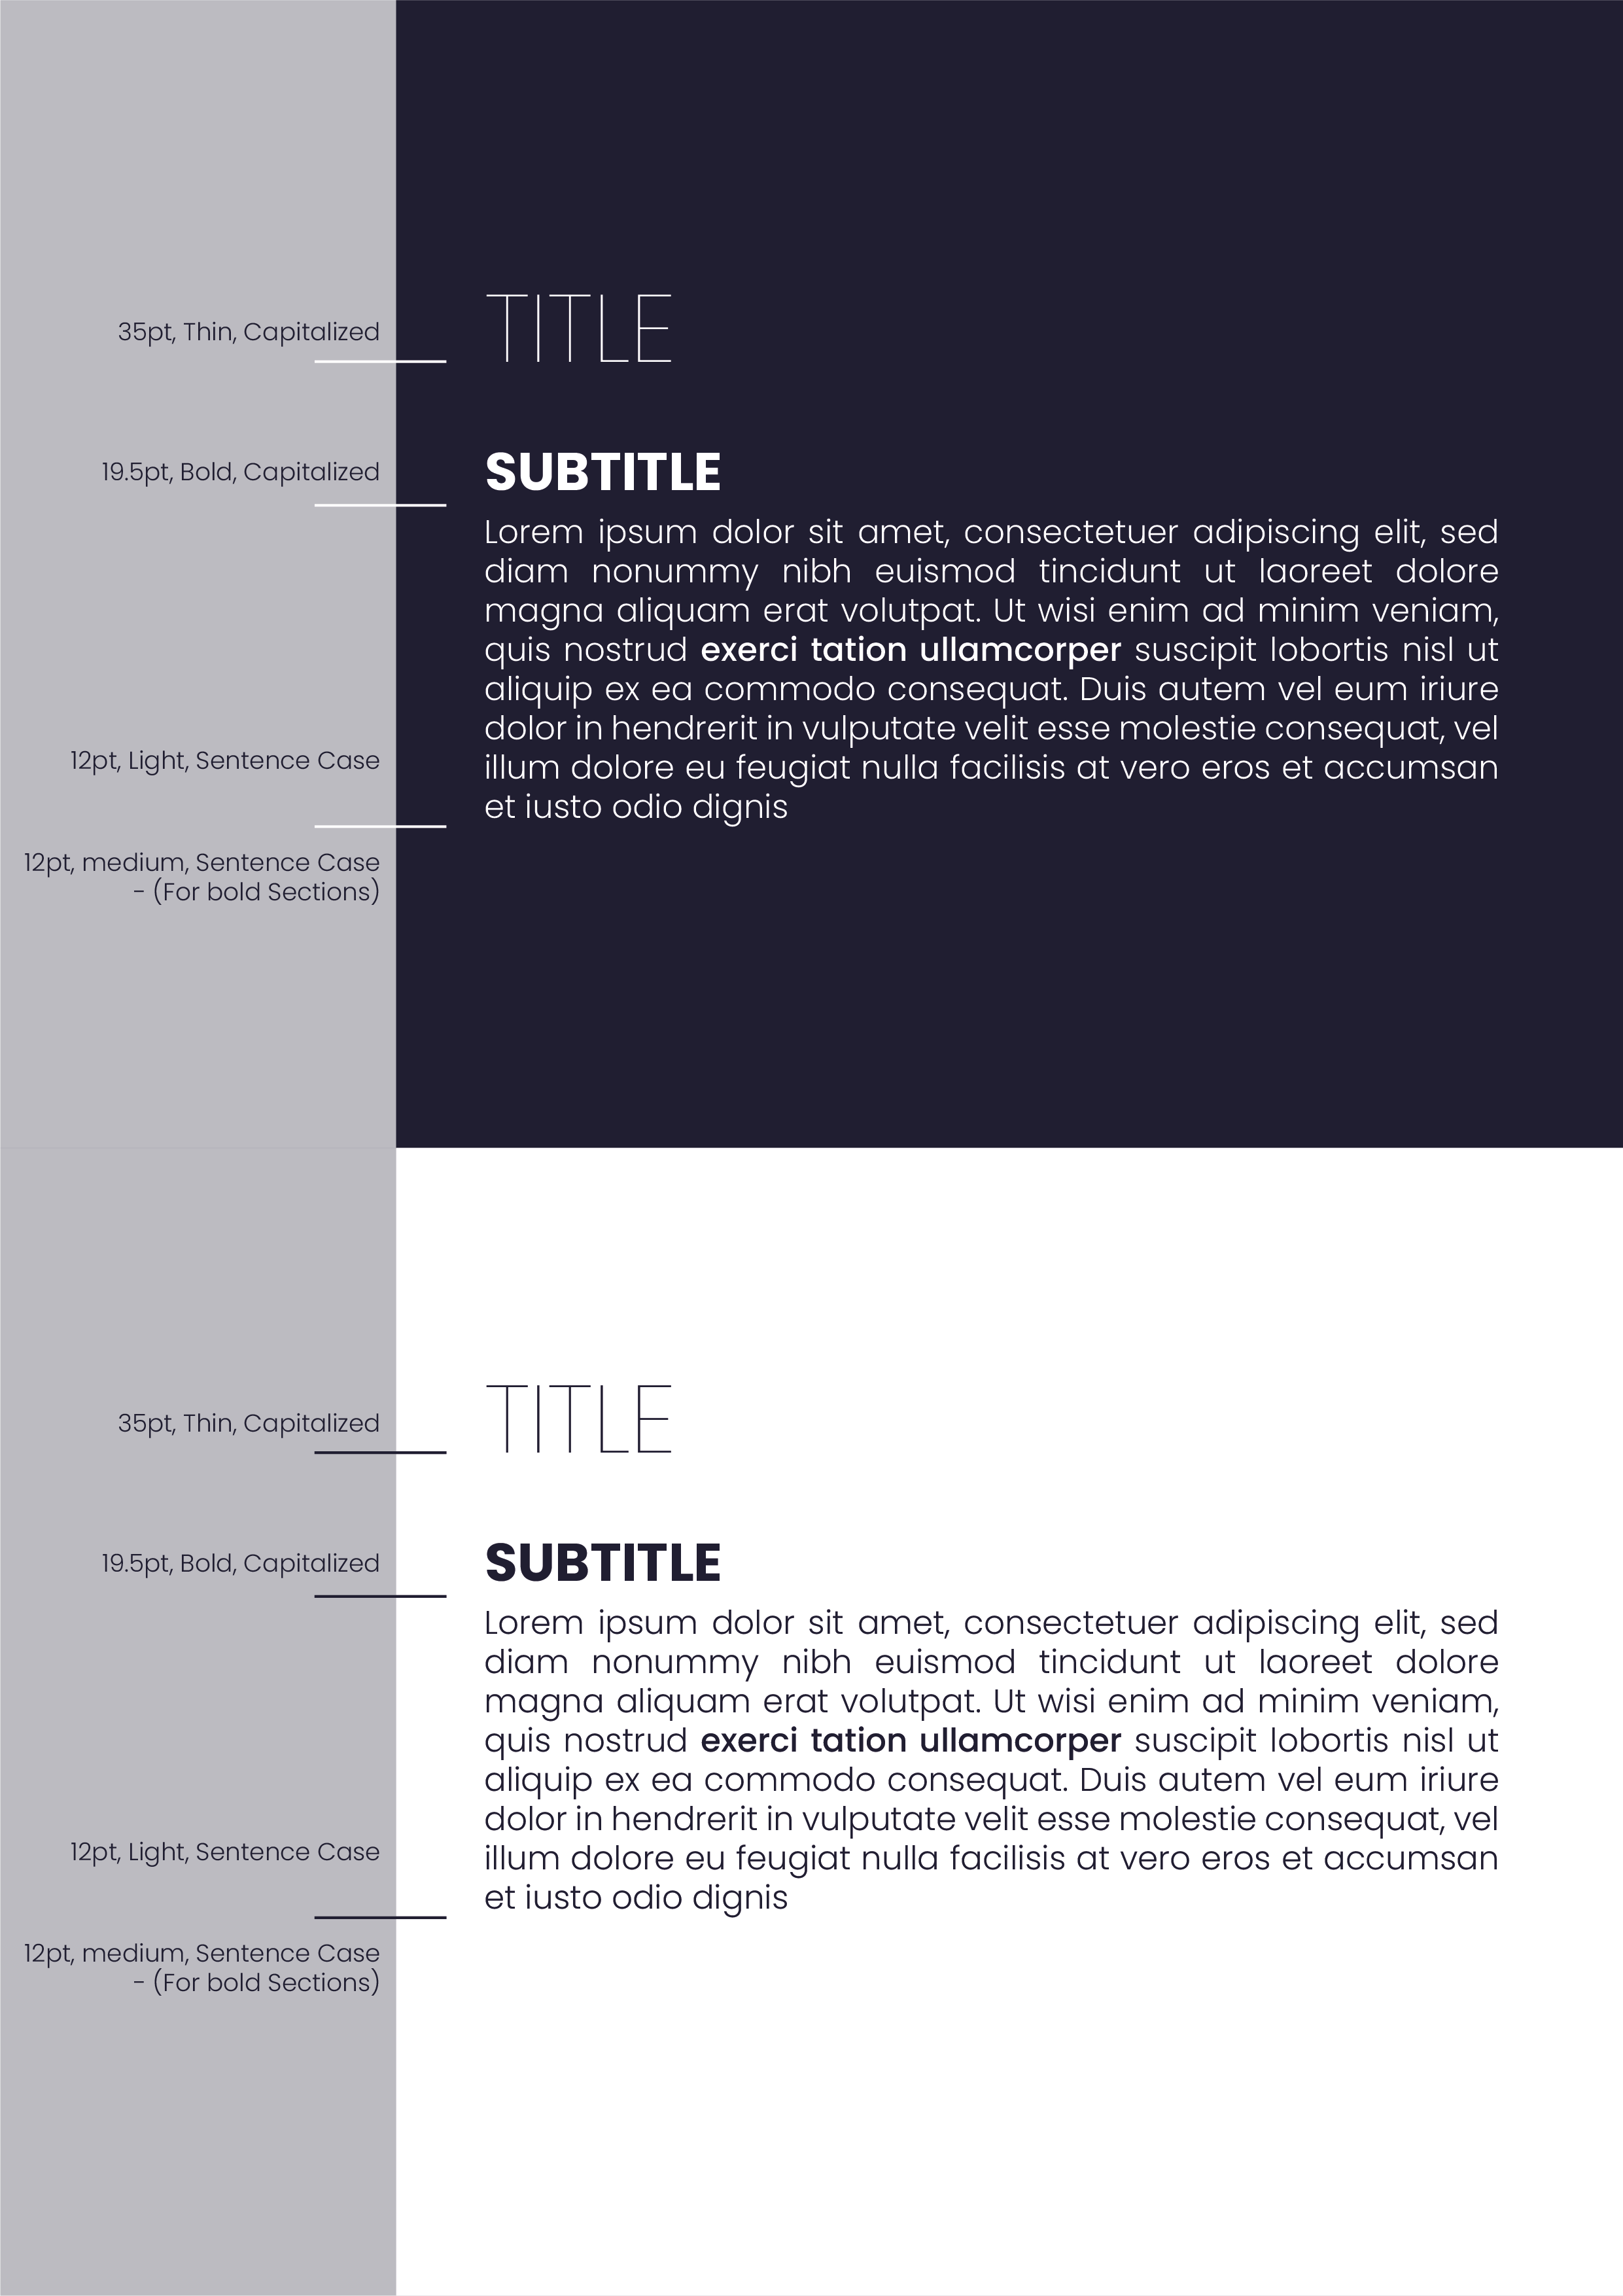 35pt, Thin, Capitalized
TITLE
19.5pt, Bold, Capitalized
SUBTITLE
Lorem ipsum dolor sit amet, consectetuer adipiscing elit, sed
diam nonummy nibh euismod tincidunt ut laoreet dolore
magna aliquam erat volutpat. Ut wisi enim ad minim veniam,
quis nostrud exerci tation ullamcorper suscipit lobortis nisl ut
aliquip ex ea commodo consequat. Duis autem vel eum iriure
dolor in hendrerit in vulputate velit esse molestie consequat, vel
illum dolore eu feugiat nulla facilisis at vero eros et accumsan
et iusto odio dignis
12pt, Light, Sentence Case
12pt, medium, Sentence Case
- (For bold Sections)
35pt, Thin, Capitalized
TITLE
19.5pt, Bold, Capitalized
SUBTITLE
Lorem ipsum dolor sit amet, consectetuer adipiscing elit, sed
diam nonummy nibh euismod tincidunt ut laoreet dolore
magna aliquam erat volutpat. Ut wisi enim ad minim veniam,
quis nostrud exerci tation ullamcorper suscipit lobortis nisl ut
aliquip ex ea commodo consequat. Duis autem vel eum iriure
dolor in hendrerit in vulputate velit esse molestie consequat, vel
illum dolore eu feugiat nulla facilisis at vero eros et accumsan
et iusto odio dignis
12pt, Light, Sentence Case
12pt, medium, Sentence Case
- (For bold Sections)